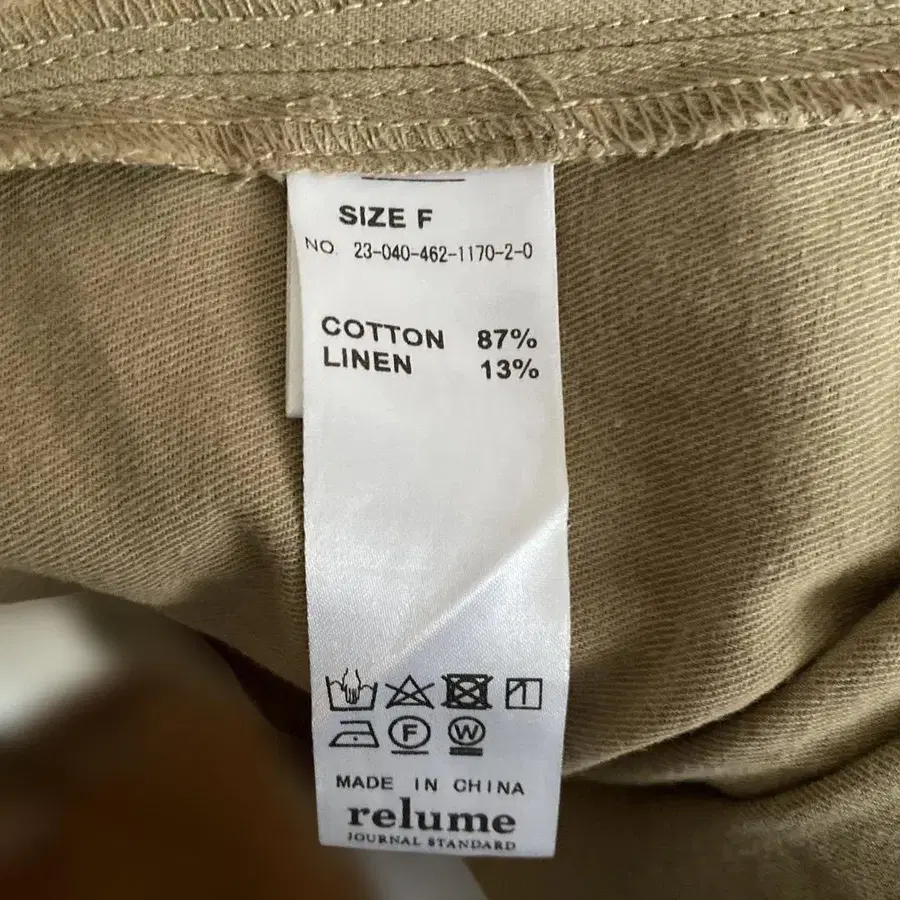 SIZE F
NO. 23-040-462-1170-2-0
COTTON 87%
LINEN 13%
F W
MADE IN CHINA
relume
JOURNAL STANDARD